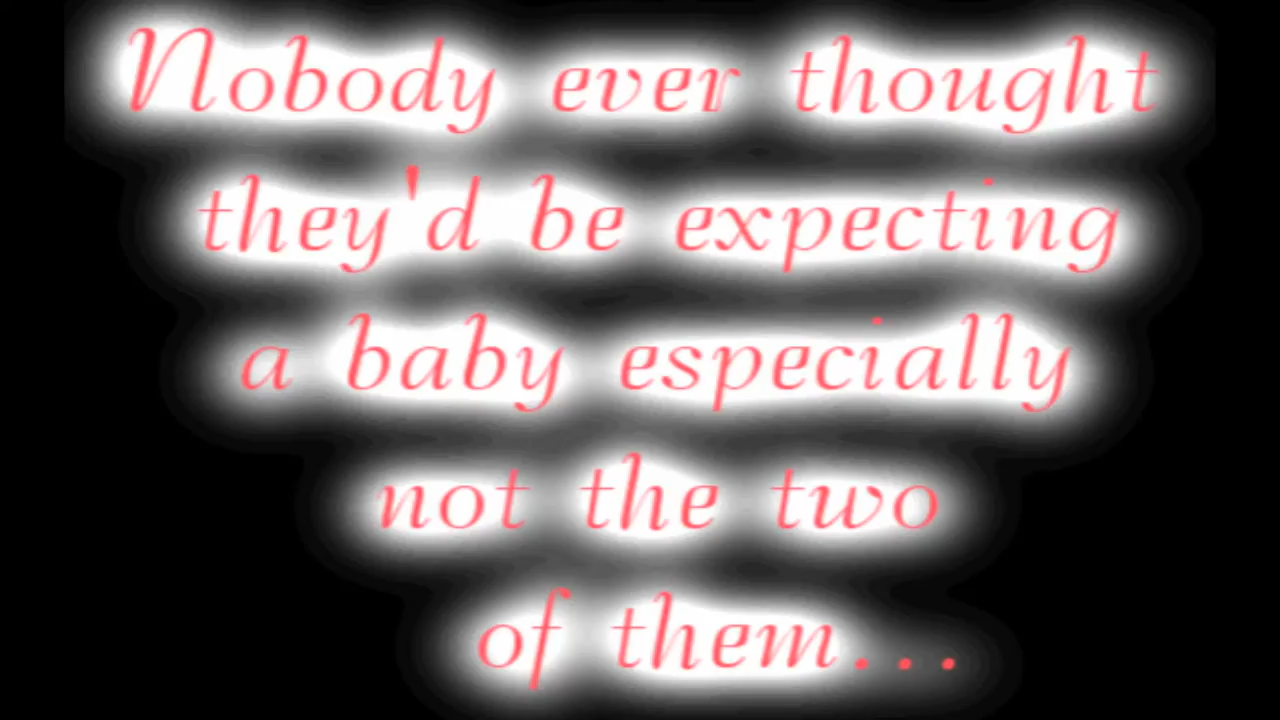 Nobody ever thought
they'd be expecting
a baby especially
not the two
of them...